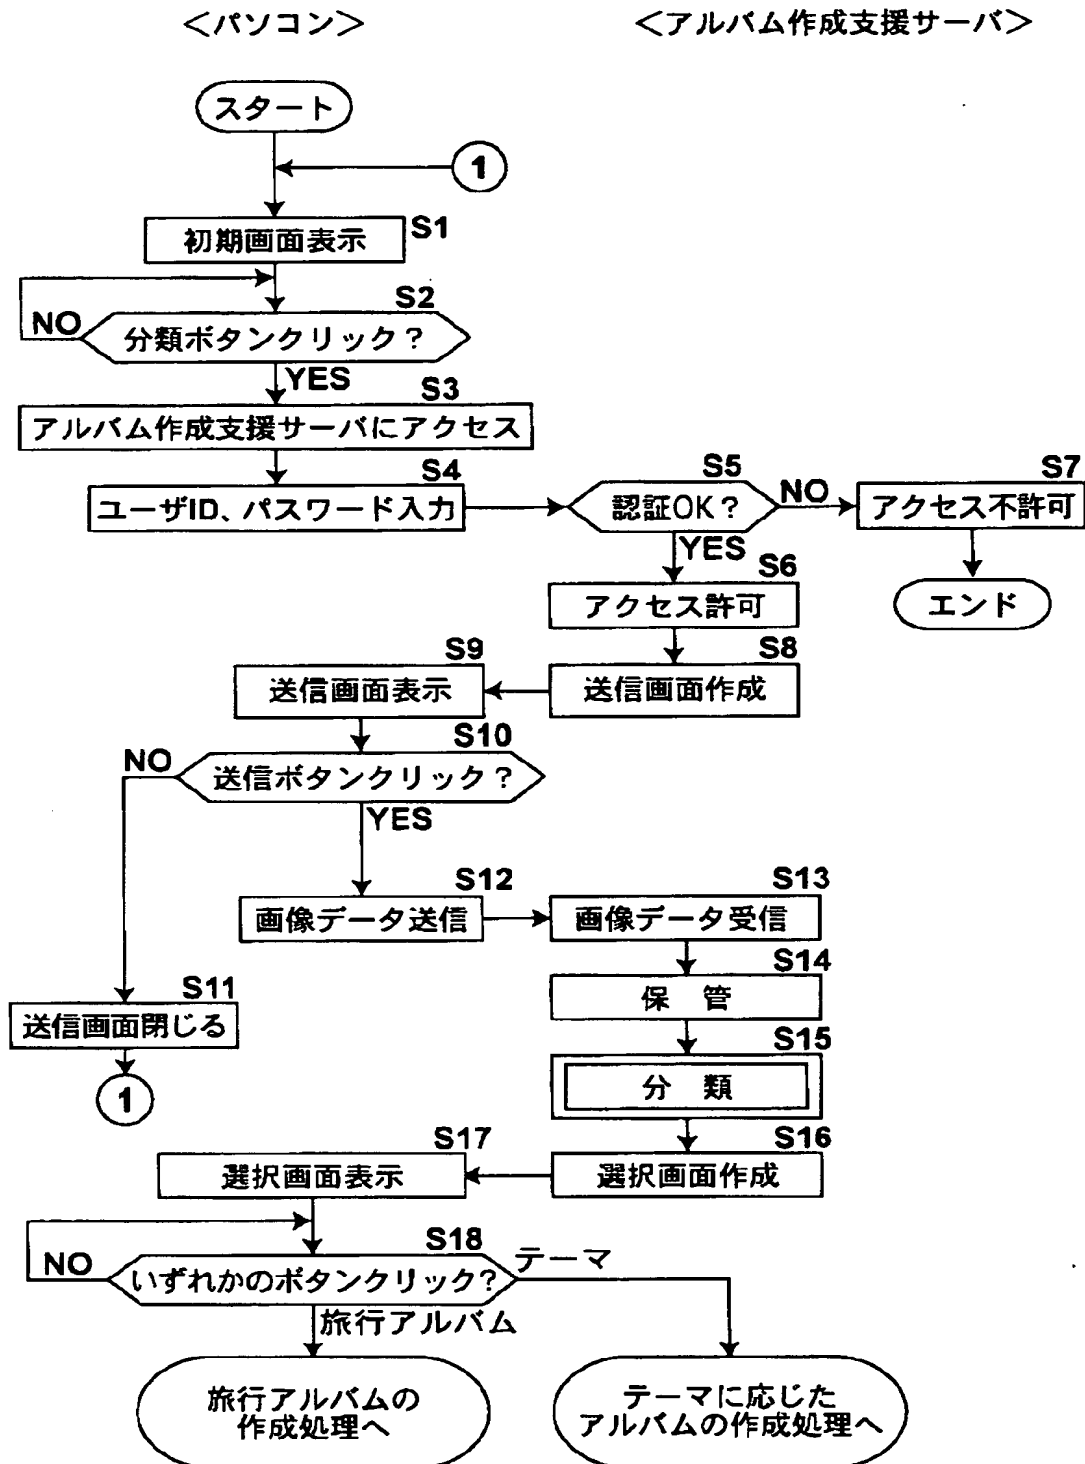 <パソコン>
<アルバム作成支援サーバ>
スタート
1
S1
初期画面表示
S2
NO
分類ボタンクリック?
YES
S3
アルバム作成支援サーバにアクセス
S4
ユーザID、パスワード入力
S5
認証OK?
NO
S7
アクセス不許可
YES
S6
アクセス許可
エンド
S8
送信画面作成
S9
送信画面表示
S10
NO
送信ボタンクリック?
YES
S12
画像データ送信
S13
画像データ受信
S14
保 管
S11
送信画面閉じる
1
S15
分 類
S16
選択画面作成
S17
選択画面表示
S18
NO
いずれかのボタンクリック?
テーマ
旅行アルバム
旅行アルバムの
作成処理へ
テーマに応じた
アルバムの作成処理へ